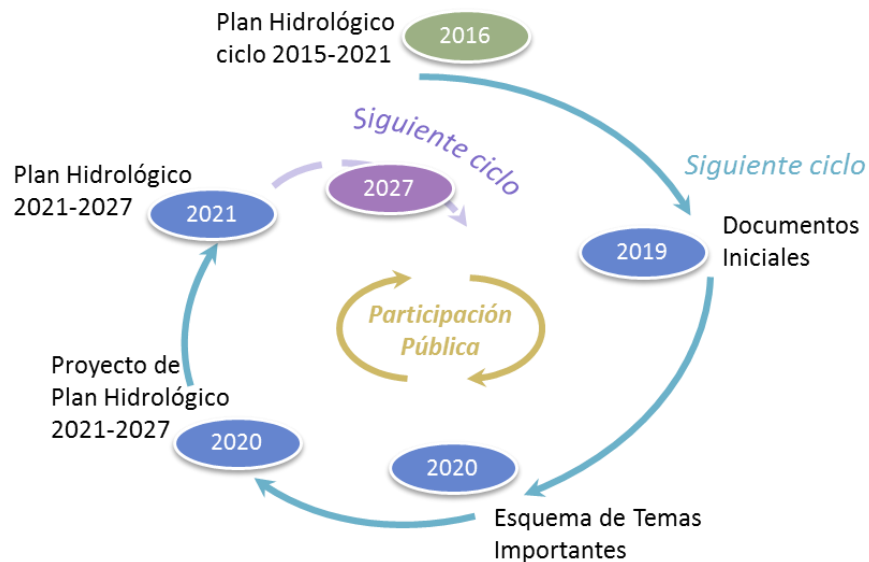 Plan Hidrológico
ciclo 2015-2021
2016
Siguiente ciclo
Siguiente ciclo
Plan Hidrológico
2021-2027
2021
2027
2019
Documentos
Iniciales
Participación
Pública
Proyecto de
Plan Hidrológico
2021-2027
2020
2020
Esquema de Temas
Importantes